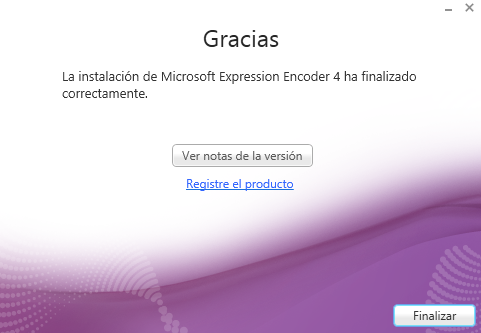 Gracias
La instalación de Microsoft Expression Encoder 4 ha finalizado
correctamente.
Ver notas de la versión
Registre el producto
Finalizar